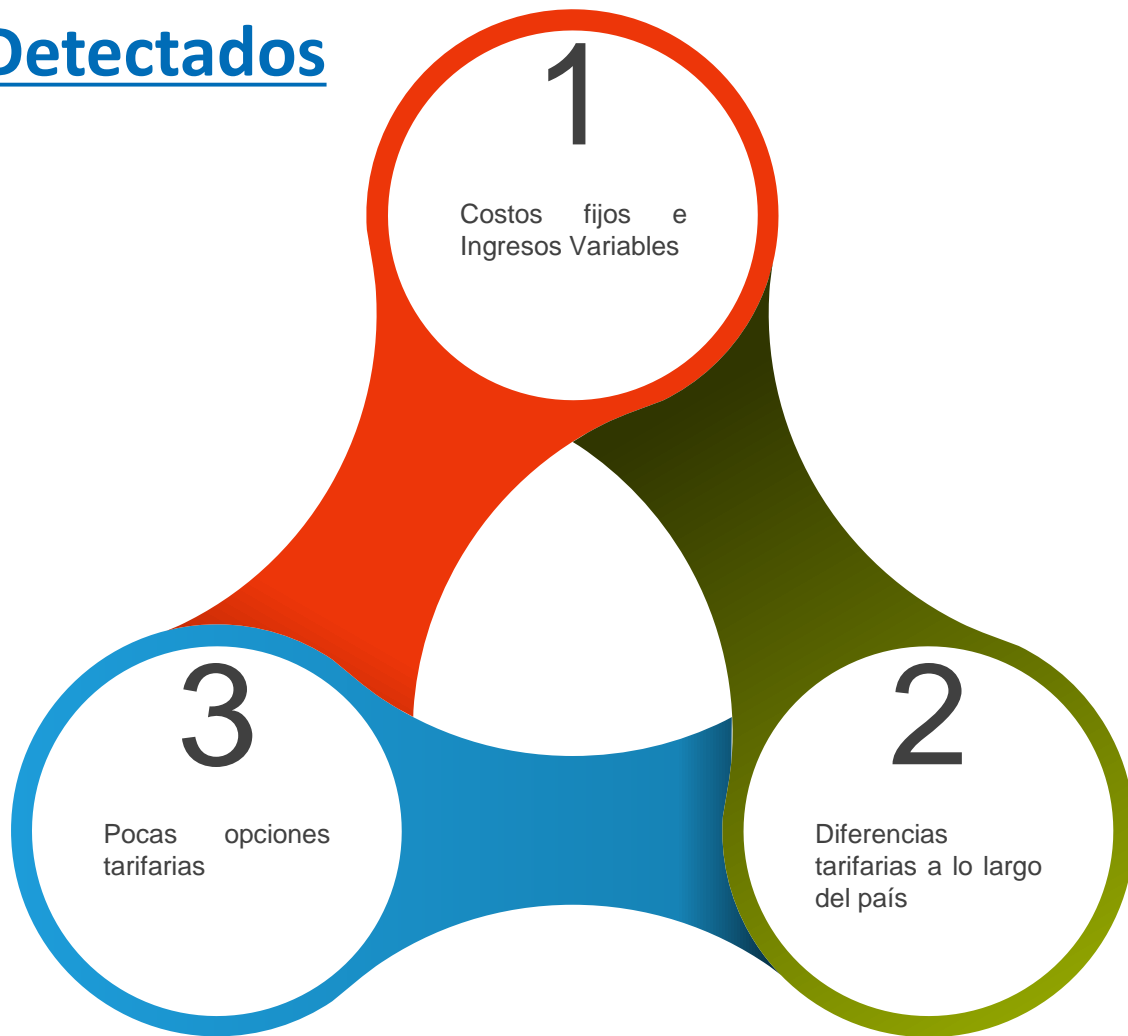 Detectados
1
Costos fijos e
Ingresos Variables
3
Pocas opciones
tarifarias
2
Diferencias
tarifarias a lo largo
del país